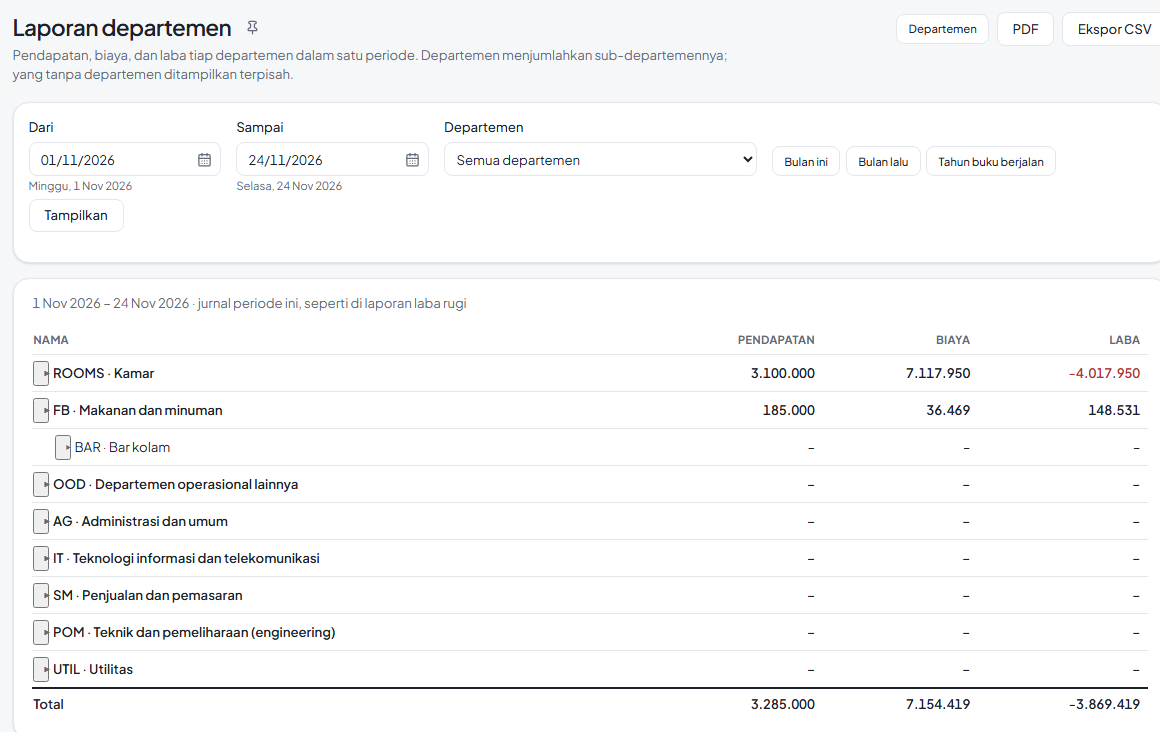 Laporan departemen
Departemen PDF Ekspor CSV
Pendapatan, biaya, dan laba tiap departemen dalam satu periode. Departemen menjumlahkan sub-departemennya;
yang tanpa departemen ditampilkan terpisah.
Dari Sampai Departemen
01/11/2026 24/11/2026 Semua departemen Bulan ini Bulan lalu Tahun buku berjalan
Minggu, 1 Nov 2026 Selasa, 24 Nov 2026
Tampilkan
1 Nov 2026 – 24 Nov 2026 · jurnal periode ini, seperti di laporan laba rugi
NAMA PENDAPATAN BIAYA LABA
ROOMS · Kamar 3.100.000 7.117.950 -4.017.950
FB · Makanan dan minuman 185.000 36.469 148.531
BAR · Bar kolam – – –
OOD · Departemen operasional lainnya – – –
AG · Administrasi dan umum – – –
IT · Teknologi informasi dan telekomunikasi – – –
SM · Penjualan dan pemasaran – – –
POM · Teknik dan pemeliharaan (engineering) – – –
UTIL · Utilitas – – –
Total 3.285.000 7.154.419 -3.869.419